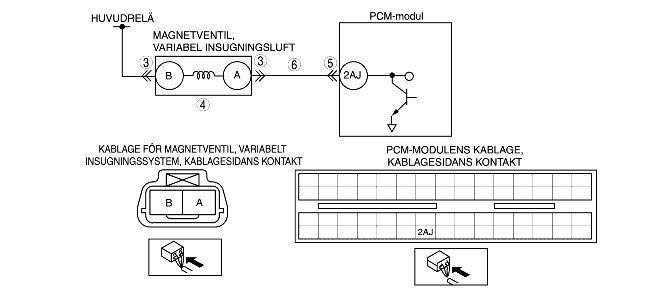 HUVUDRELÄ
PCM-modul
MAGNETVENTIL,
VARIABEL INSUGNINGSLUFT
3
3
6
5
B
A
2AJ
4
KABLAGE FÖR MAGNETVENTIL, VARIABELT
INSUGNINGSSYSTEM, KABLAGESIDANS KONTAKT
PCM-MODULENS KABLAGE,
KABLAGESIDANS KONTAKT
B
A
2AJ